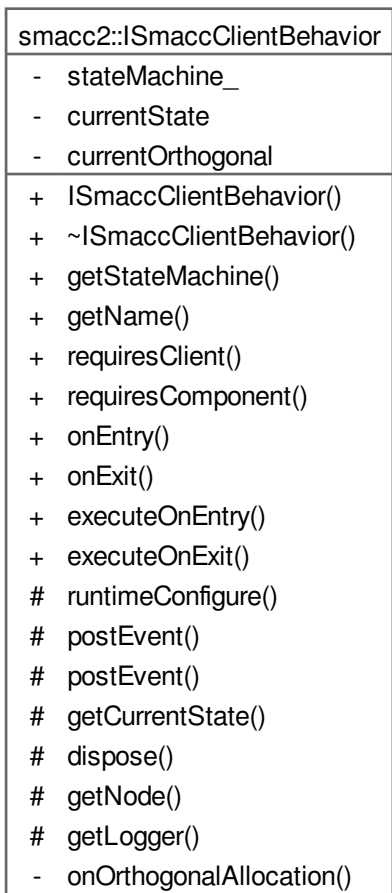 smacc2::ISmaccClientBehavior
- stateMachine_
- currentState
- currentOrthogonal
+ ISmaccClientBehavior()
+ ~ISmaccClientBehavior()
+ getStateMachine()
+ getName()
+ requiresClient()
+ requiresComponent()
+ onEntry()
+ onExit()
+ executeOnEntry()
+ executeOnExit()
# runtimeConfigure()
# postEvent()
# postEvent()
# getCurrentState()
# dispose()
# getNode()
# getLogger()
- onOrthogonalAllocation()